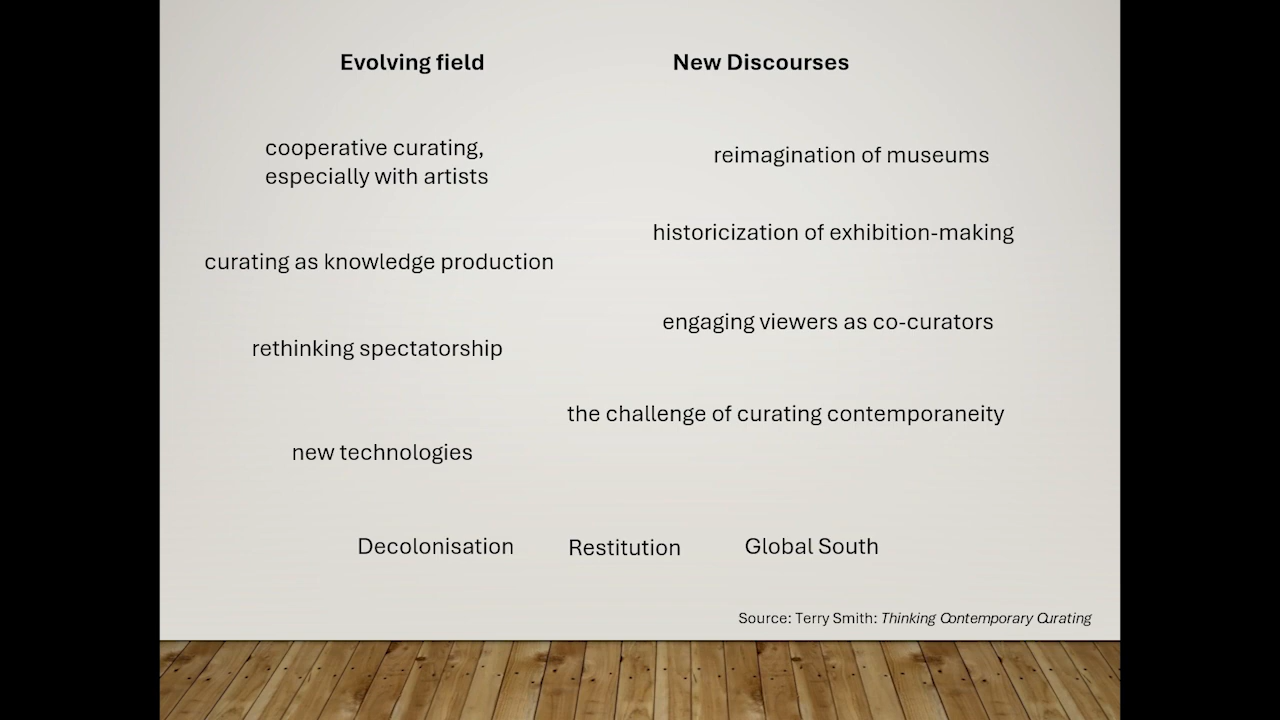 Evolving field
New Discourses
cooperative curating,
especially with artists
reimagination of museums
historicization of exhibition-making
curating as knowledge production
engaging viewers as co-curators
rethinking spectatorship
the challenge of curating contemporaneity
new technologies
Decolonisation
Restitution
Global South
Source: Terry Smith: Thinking Contemporary Curating